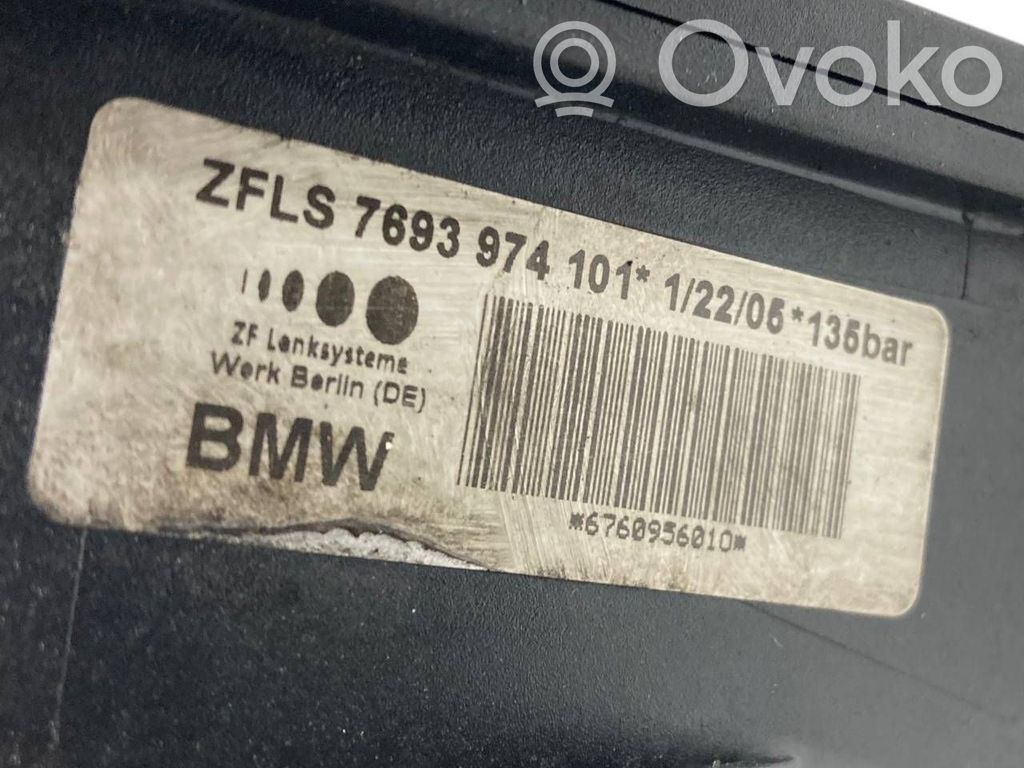 Ovoko
ZFLS 7693 974 101* 1/22/05 *135bar
ZF Lenksysteme
Werk Berlin (DE)
BMW
*6760956010*